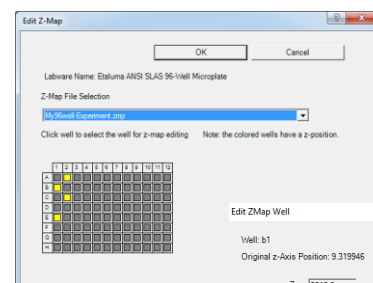 Edit Z-Map
OK
Cancel
Labware Name: Etaluma ANSI SLAS 96-Well Microplate
Z-Map File Selection
My96well-Experiment.zmp
Click well to select the well for z-map editing
Note: the colored wells have a z-position.
1 2 3 4 5 6 7 8 9 10 11 12
A
B
C
D
E
F
G
H
Edit ZMap Well
Well: b1
Original z-Axis Position: 9.319946